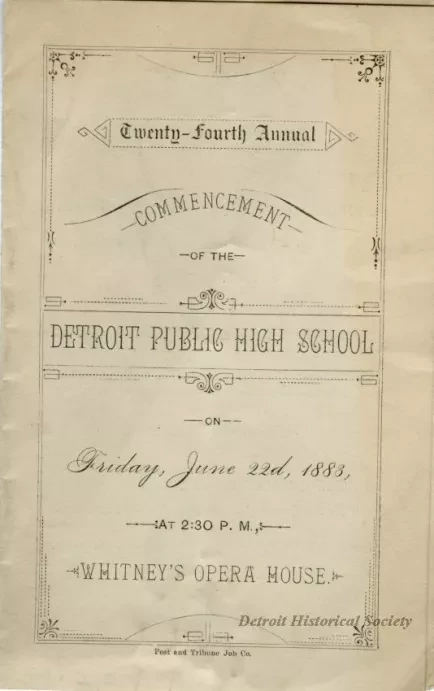 Twenty-Fourth Annual
COMMENCEMENT
OF THE
DETROIT PUBLIC HIGH SCHOOL
ON
Friday, June 22d, 1883,
AT 2:30 P. M.,
WHITNEY'S OPERA HOUSE.
Detroit Historical Society
Post and Tribune Job Co.